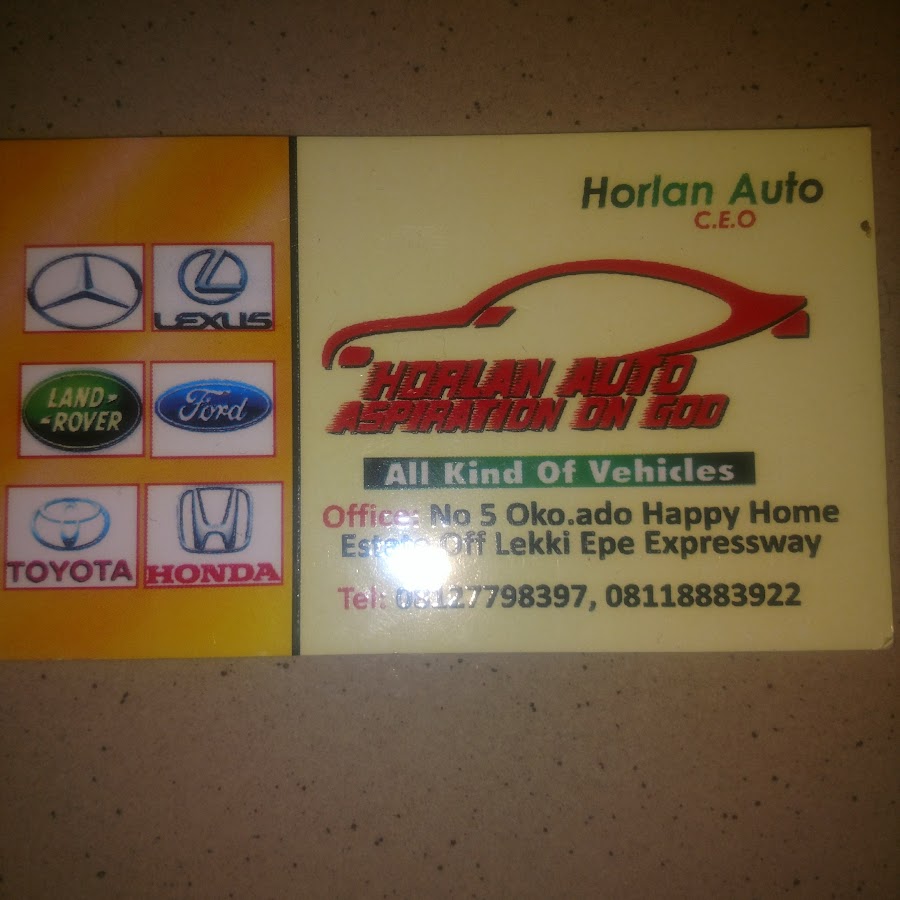 Horlan Auto
C.E.O
LEXUS
LAND-
-ROVER
Ford
TOYOTA
HONDA
HORLAN AUTO
ASPIRATION ON GOD
All Kind Of Vehicles
Office: No 5 Oko.ado Happy Home
Estate Off Lekki Epe Expressway
Tel: 08127798397, 08118883922